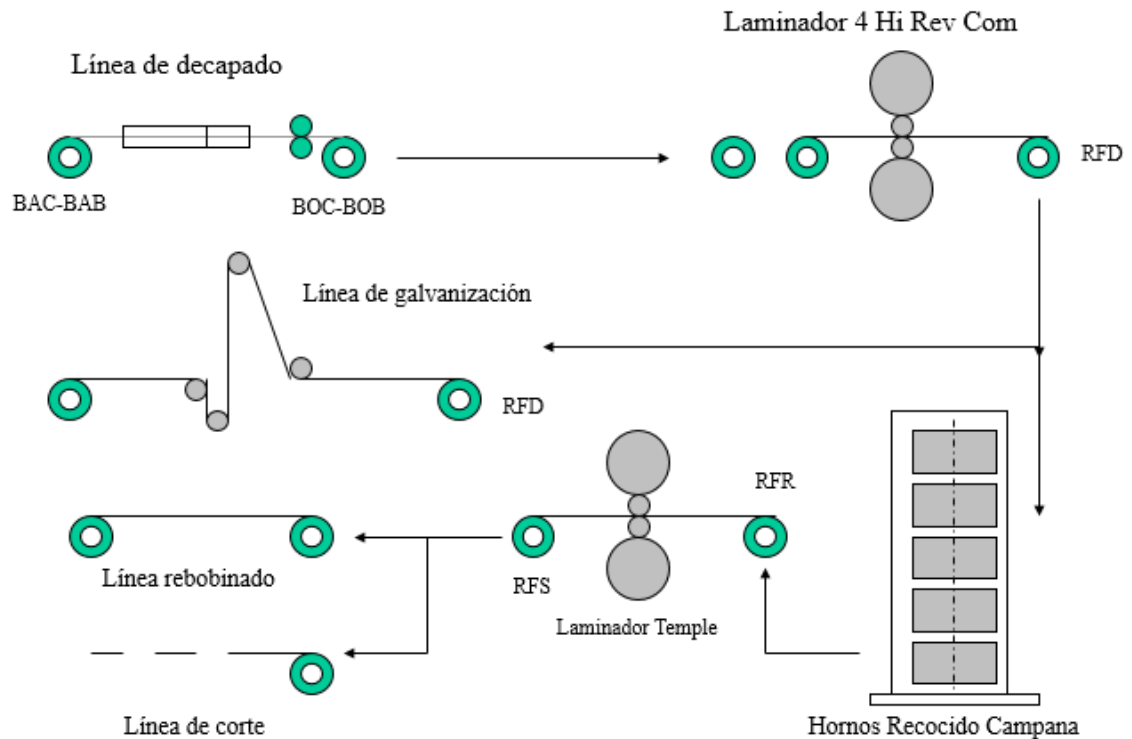 Laminador 4 Hi Rev Com
Línea de decapado
BAC-BAB
BOC-BOB
RFD
Línea de galvanización
RFD
RFR
Línea rebobinado
RFS
Laminador Temple
Línea de corte
Hornos Recocido Campana